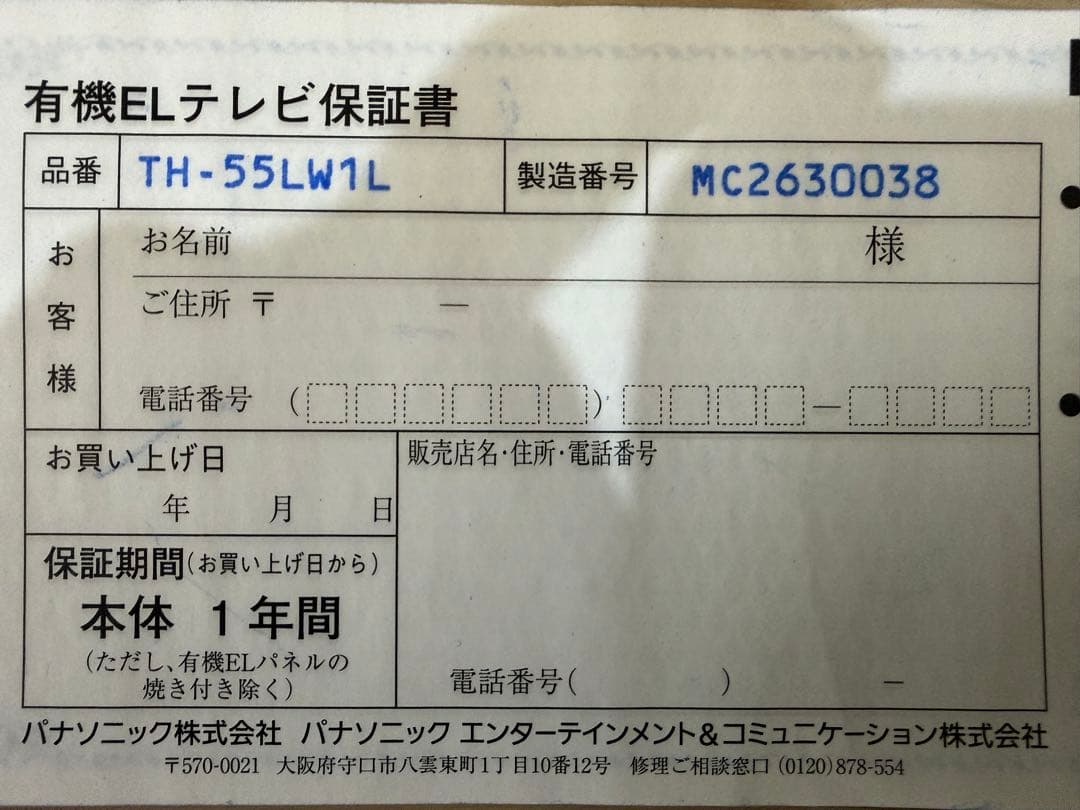 有機ELテレビ保証書
品番 TH-55LW1L 製造番号 MC2630038
お客様
お名前 様
ご住所 〒 —
電話番号 ( ) —
お買い上げ日
年 月 日
販売店名・住所・電話番号
保証期間(お買い上げ日から)
本体 1年間
(ただし、有機ELパネルの
焼き付き除く)
電話番号( ) —
パナソニック株式会社 パナソニック エンターテインメント&コミュニケーション株式会社
〒570-0021 大阪府守口市八雲東町1丁目10番12号 修理ご相談窓口 (0120)878-554